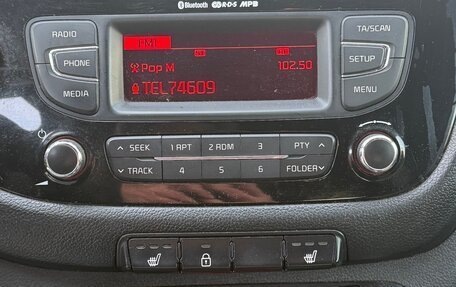 Bluetooth R·D·S MP3
RADIO TA/SCAN
FM1
PHONE SETUP
Pop M 102.50
MEDIA MENU
TEL74609
SEEK 1 RPT 2 RDM 3 PTY
TRACK 4 5 6 FOLDER